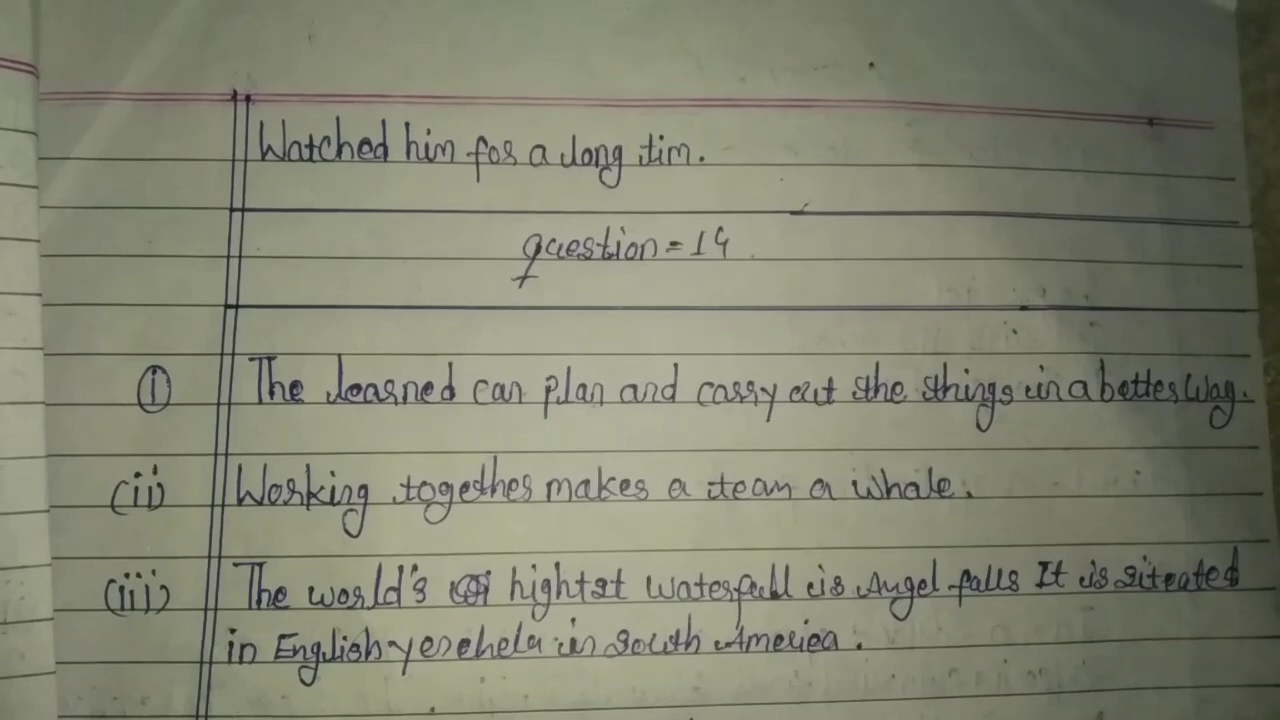 Watched him for a long tim.
question = 14
(i) The learned can plan and carry out the things in a better way.
(ii) Working together makes a team a whale.
(iii) The world's hightst waterfall is Angel falls It is siteated
in English yenehela in south America.